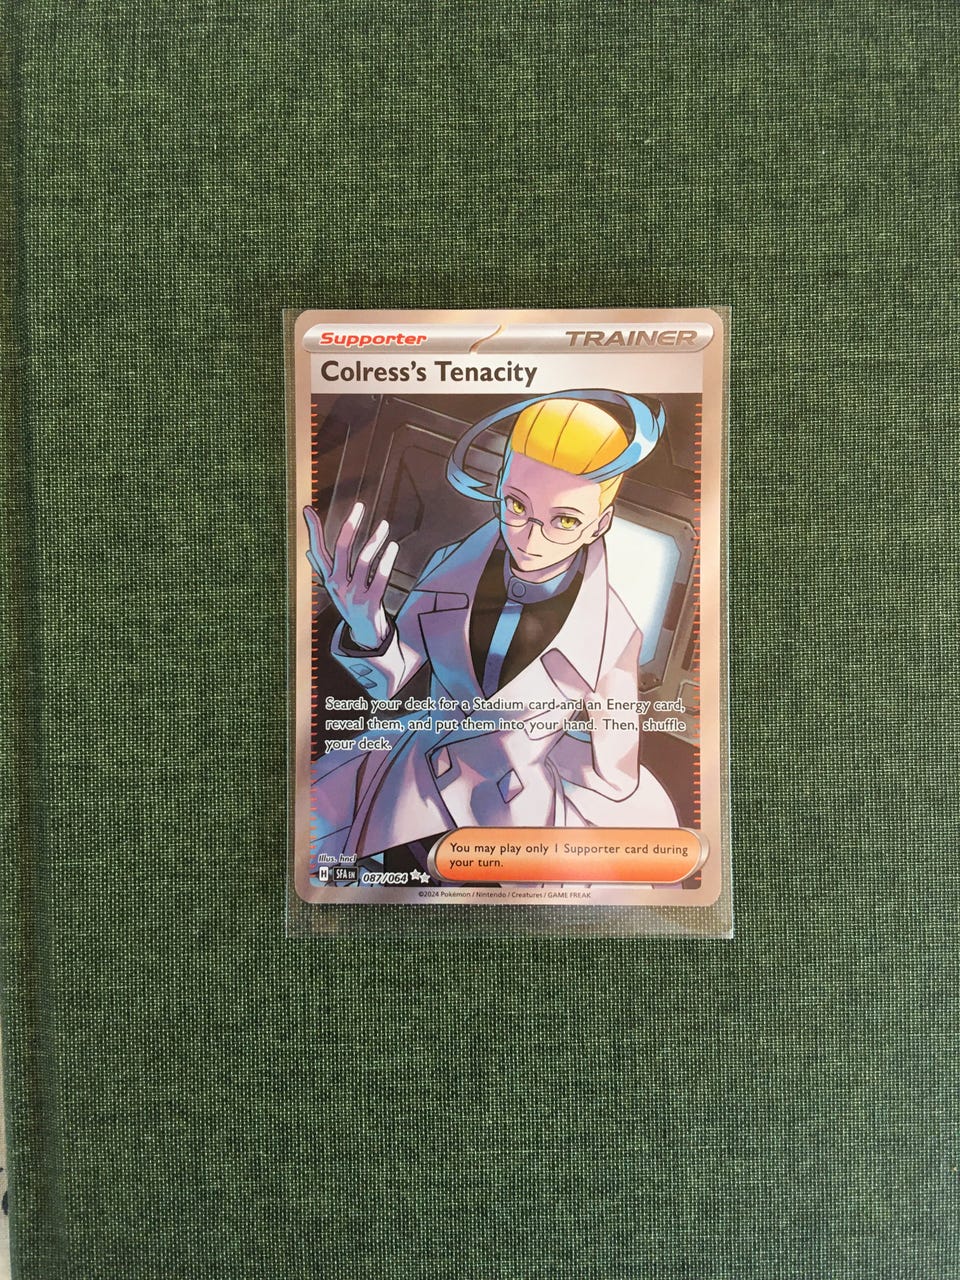 Supporter TRAINER
Colress's Tenacity
Search your deck for a Stadium card and an Energy card,
reveal them, and put them into your hand. Then, shuffle
your deck.
You may play only 1 Supporter card during
your turn.
Illus. hncl
H SFA EN 087/064
©2024 Pokémon / Nintendo / Creatures / GAME FREAK